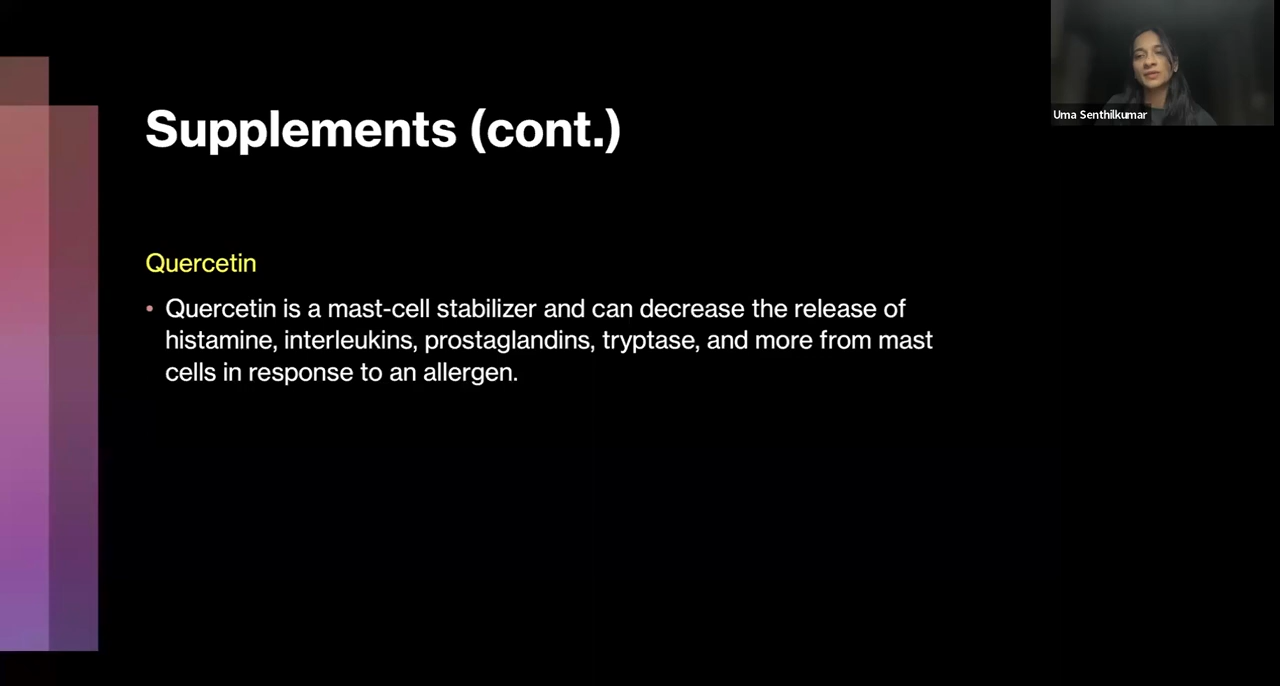 Uma Senthilkumar
Supplements (cont.)
Quercetin
• Quercetin is a mast-cell stabilizer and can decrease the release of
histamine, interleukins, prostaglandins, tryptase, and more from mast
cells in response to an allergen.